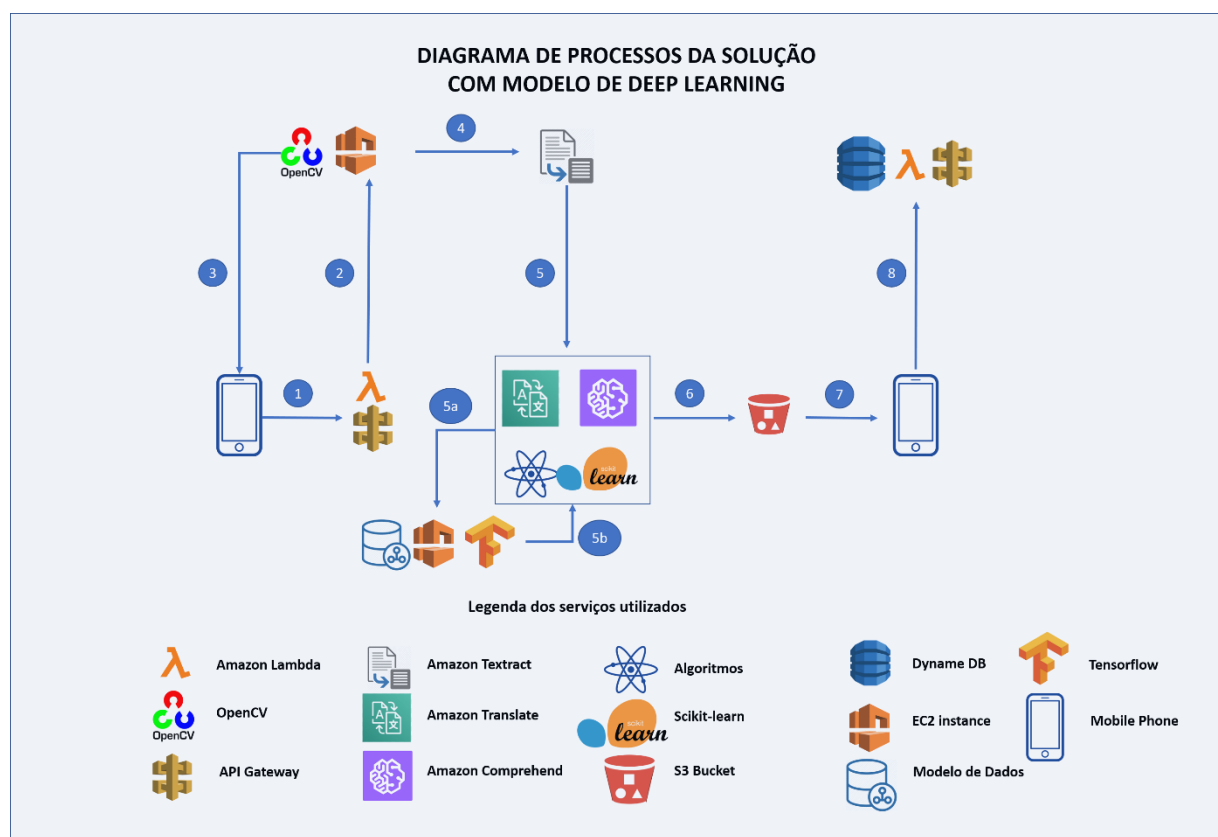 DIAGRAMA DE PROCESSOS DA SOLUÇÃO
COM MODELO DE DEEP LEARNING
OpenCV
4
3
2
5
8
1
5a
6
7
scikit
learn
5b
Legenda dos serviços utilizados
Amazon Lambda
Amazon Textract
Algoritmos
Dyname DB
Tensorflow
OpenCV
OpenCV
Amazon Translate
scikit
learn
Scikit-learn
EC2 instance
Mobile Phone
API Gateway
Amazon Comprehend
S3 Bucket
Modelo de Dados